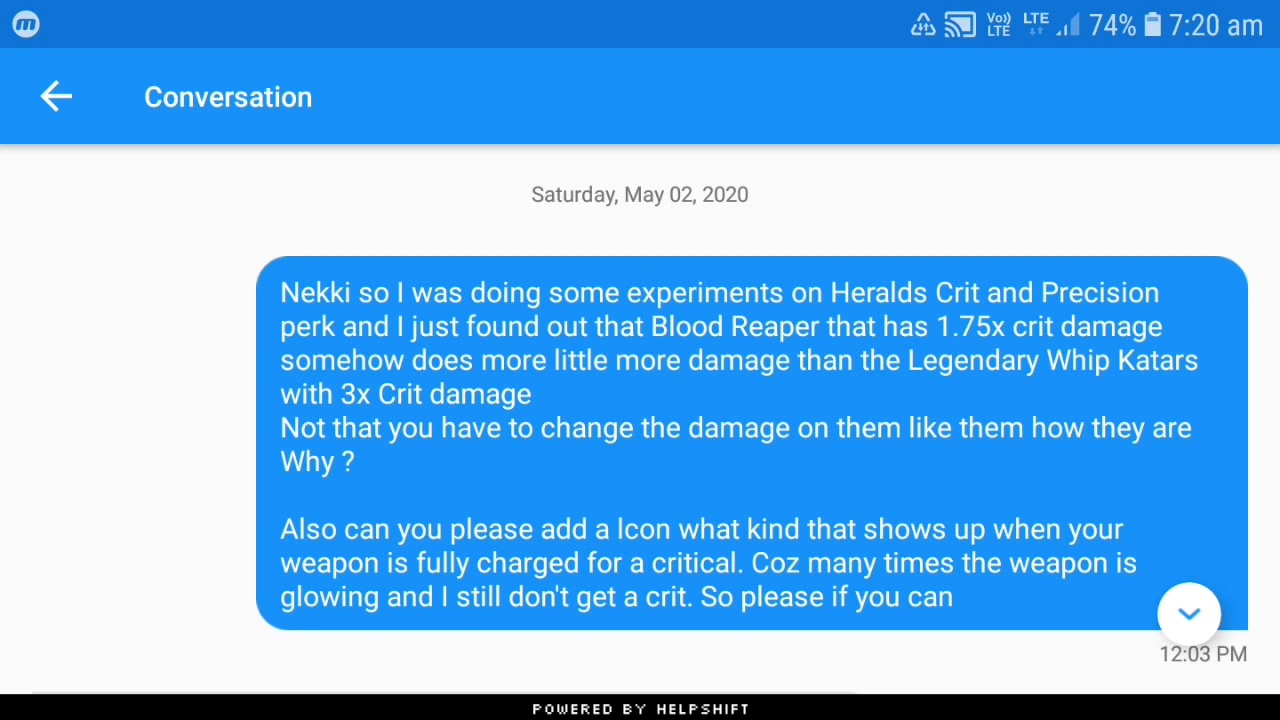 Vo)) LTE LTE 74% 7:20 am
Conversation
Saturday, May 02, 2020
Nekki so I was doing some experiments on Heralds Crit and Precision
perk and I just found out that Blood Reaper that has 1.75x crit damage
somehow does more little more damage than the Legendary Whip Katars
with 3x Crit damage
Not that you have to change the damage on them like them how they are
Why ?
Also can you please add a Icon what kind that shows up when your
weapon is fully charged for a critical. Coz many times the weapon is
glowing and I still don't get a crit. So please if you can
12:03 PM
POWERED BY HELPSHIFT